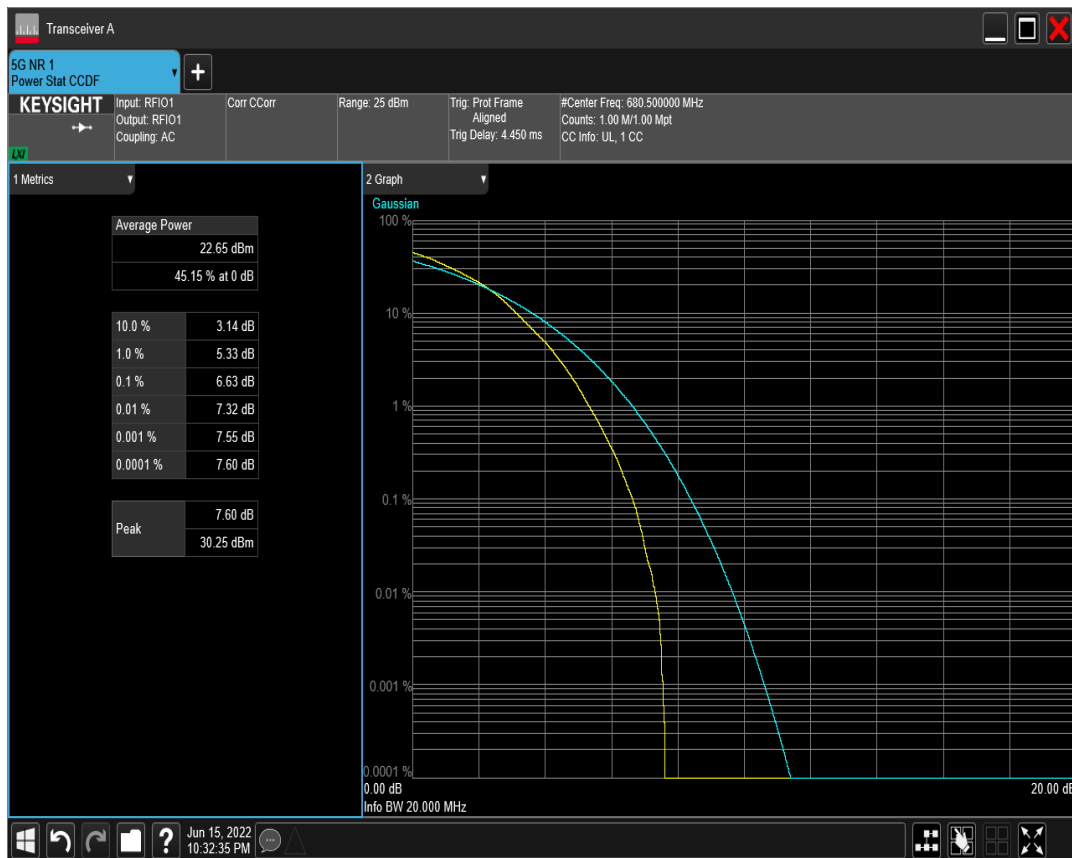 Transceiver A
5G NR 1
Power Stat CCDF
KEYSIGHT
LXI
Input: RFIO1
Output: RFIO1
Coupling: AC
Corr CCorr
Range: 25 dBm
Trig: Prot Frame
Aligned
Trig Delay: 4.450 ms
#Center Freq: 680.500000 MHz
Counts: 1.00 M/1.00 Mpt
CC Info: UL, 1 CC
1 Metrics
Average Power
22.65 dBm
45.15 % at 0 dB
10.0 % 3.14 dB
1.0 % 5.33 dB
0.1 % 6.63 dB
0.01 % 7.32 dB
0.001 % 7.55 dB
0.0001 % 7.60 dB
Peak
7.60 dB
30.25 dBm
2 Graph
Gaussian
100 %
10 %
1 %
0.1 %
0.01 %
0.001 %
0.0001 %
0.00 dB 20.00 dB
Info BW 20.000 MHz
?
Jun 15, 2022
10:32:35 PM